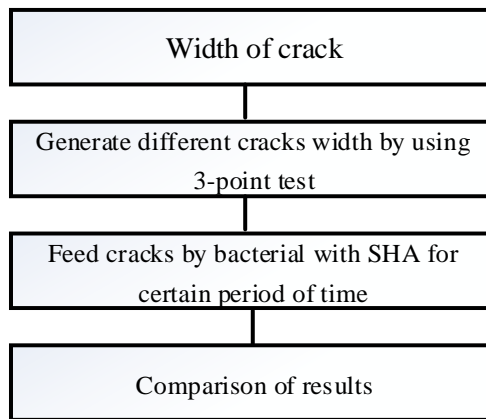 Width of crack
Generate different cracks width by using
3-point test
Feed cracks by bacterial with SHA for
certain period of time
Comparison of results